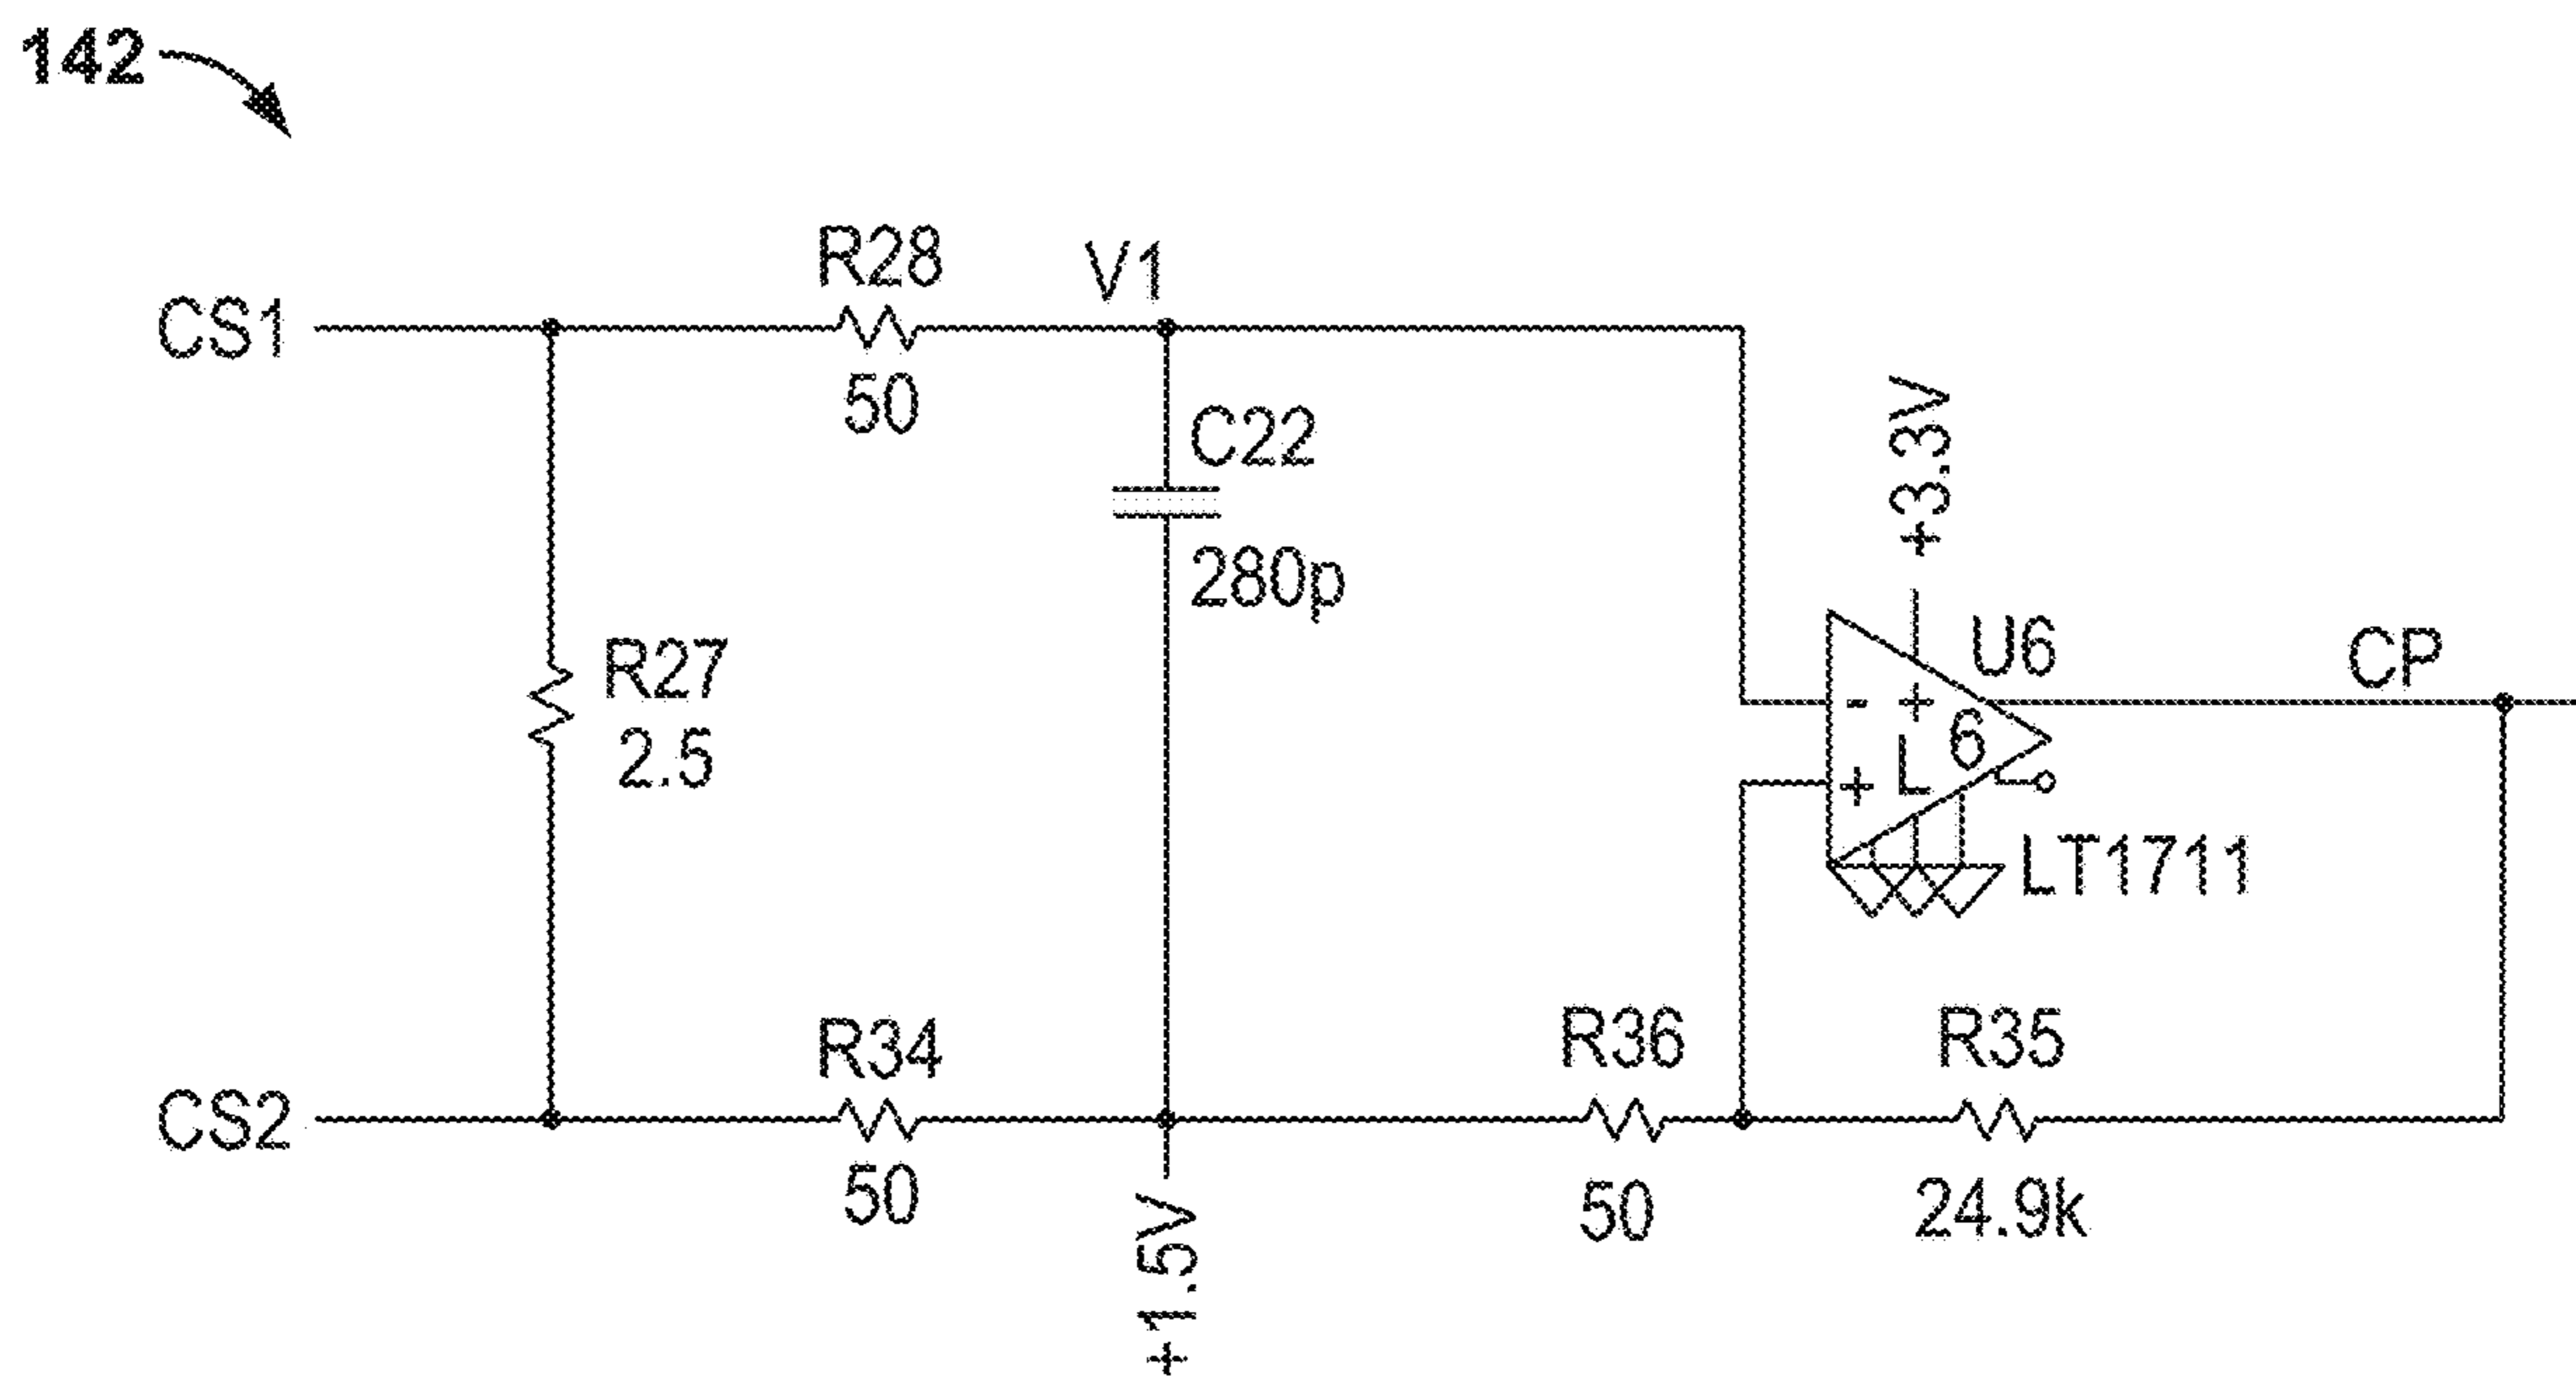 142
R28
V1
CS1
50
C22
280p
+3.3V
R27
2.5
U6
CP
- +
6
+ L
LT1711
R34
R36
R35
CS2
50
50
24.9k
+1.5V